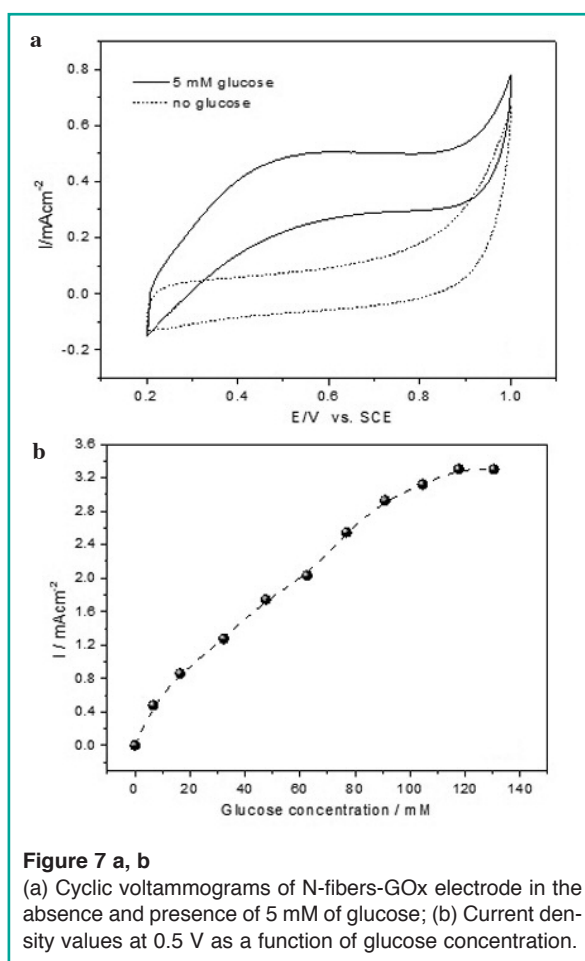 a
0.8
0.6
0.4
0.2
0.0
-0.2
I/mAcm-2
5 mM glucose
no glucose
0.2 0.4 0.6 0.8 1.0
E/V vs. SCE
b
3.6
3.2
2.8
2.4
2.0
1.6
1.2
0.8
0.4
0.0
I / mAcm-2
0 20 40 60 80 100 120 140
Glucose concentration / mM
Figure 7 a, b
(a) Cyclic voltammograms of N-fibers-GOx electrode in the
absence and presence of 5 mM of glucose; (b) Current den-
sity values at 0.5 V as a function of glucose concentration.